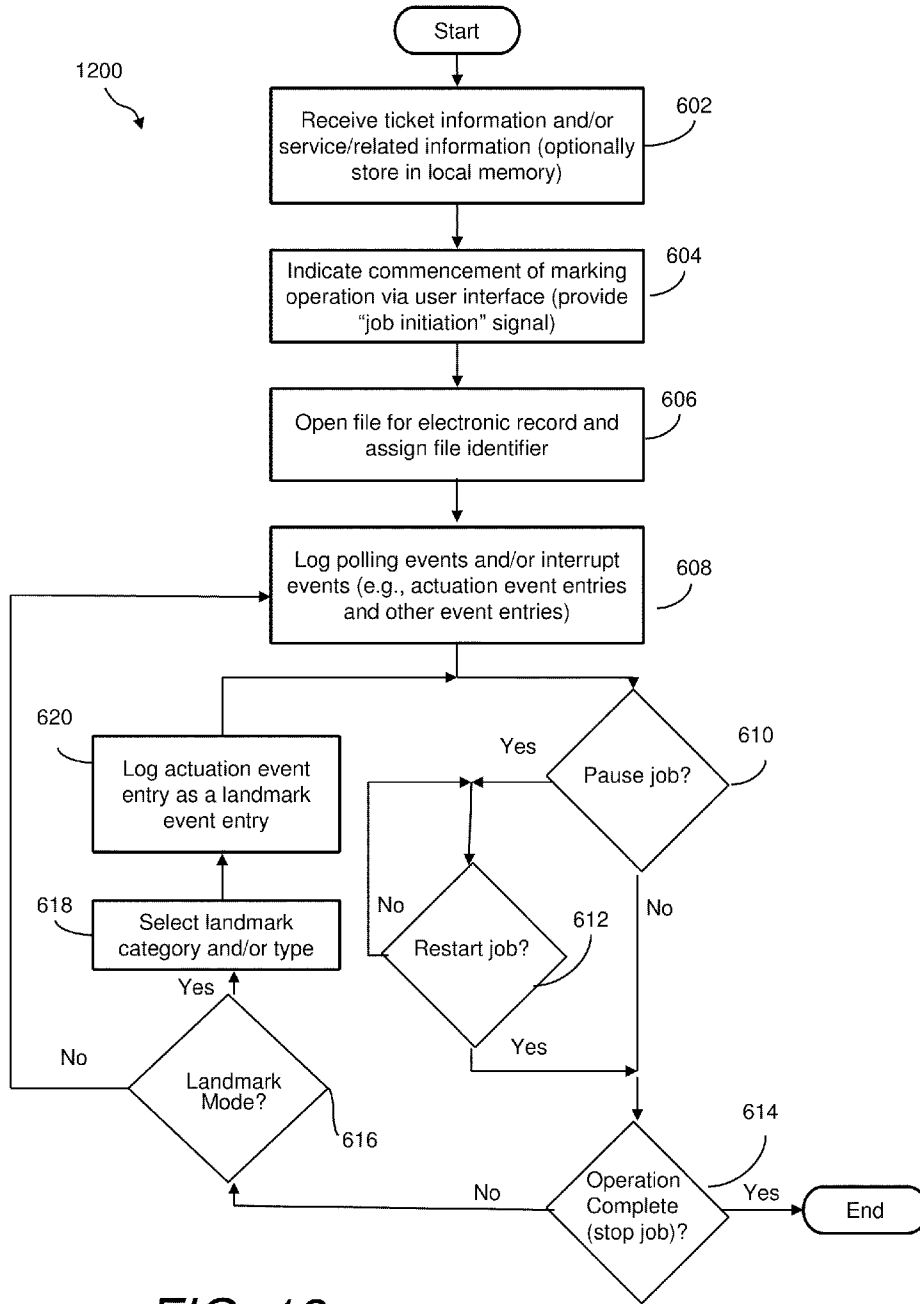 Start
1200
Receive ticket information and/or
service/related information (optionally
store in local memory)
602
Indicate commencement of marking
operation via user interface (provide
“job initiation” signal)
604
Open file for electronic record and
assign file identifier
606
Log polling events and/or interrupt
events (e.g., actuation event entries
and other event entries)
608
620
Log actuation event
entry as a landmark
event entry
Yes
Pause job?
610
618
Select landmark
category and/or type
No
Restart job?
612
No
Yes
Yes
No
Landmark
Mode?
616
614
Operation
Complete
(stop job)?
No
Yes
End